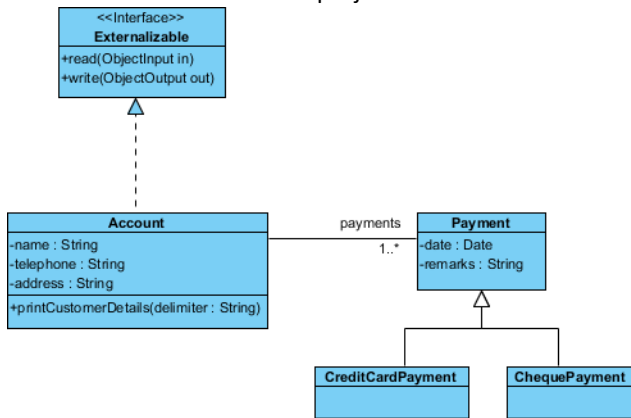 <<Interface>>
Externalizable
+read(ObjectInput in)
+write(ObjectOutput out)
Account
-name : String
-telephone : String
-address : String
+printCustomerDetails(delimiter : String)
payments
1..*
Payment
-date : Date
-remarks : String
CreditCardPayment
ChequePayment